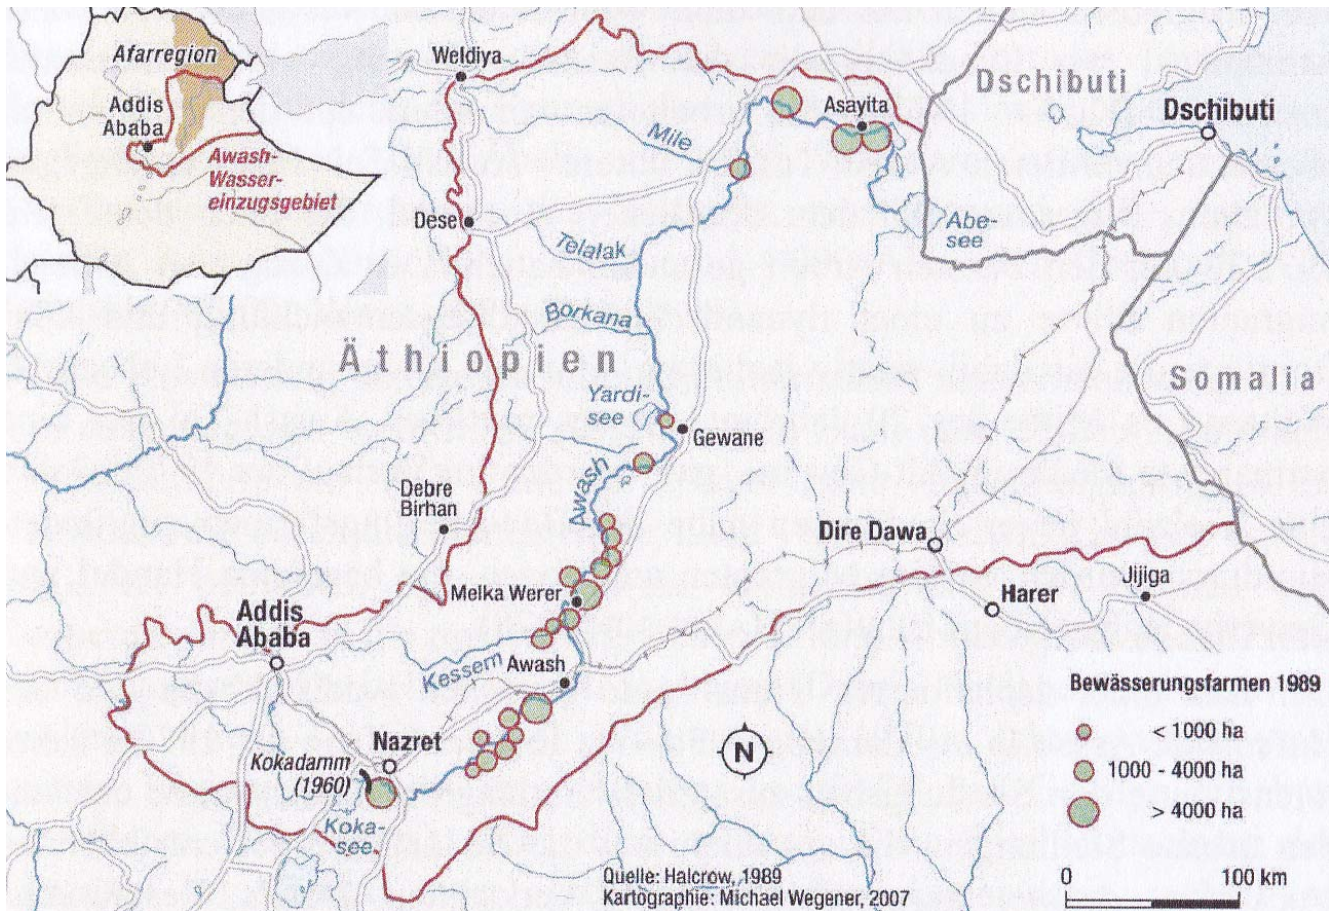 Afarregion
Addis
Ababa
Awash-
Wasser-
einzugsgebiet
Weldiya
Mile
Asayita
Dschibuti
Dschibuti
Dese
Telalak
Abe-
see
Borkana
Äthiopien
Somalia
Yardi-
see
Gewane
Awash
Debre
Birhan
Dire Dawa
Melka Werer
Jijiga
Harer
Addis
Ababa
Kessem
Awash
Nazret
Kokadamm
(1960)
Koka-
see
N
Bewässerungsfarmen 1989
< 1000 ha
1000 - 4000 ha
> 4000 ha
Quelle: Halcrow, 1989
Kartographie: Michael Wegener, 2007
0 100 km